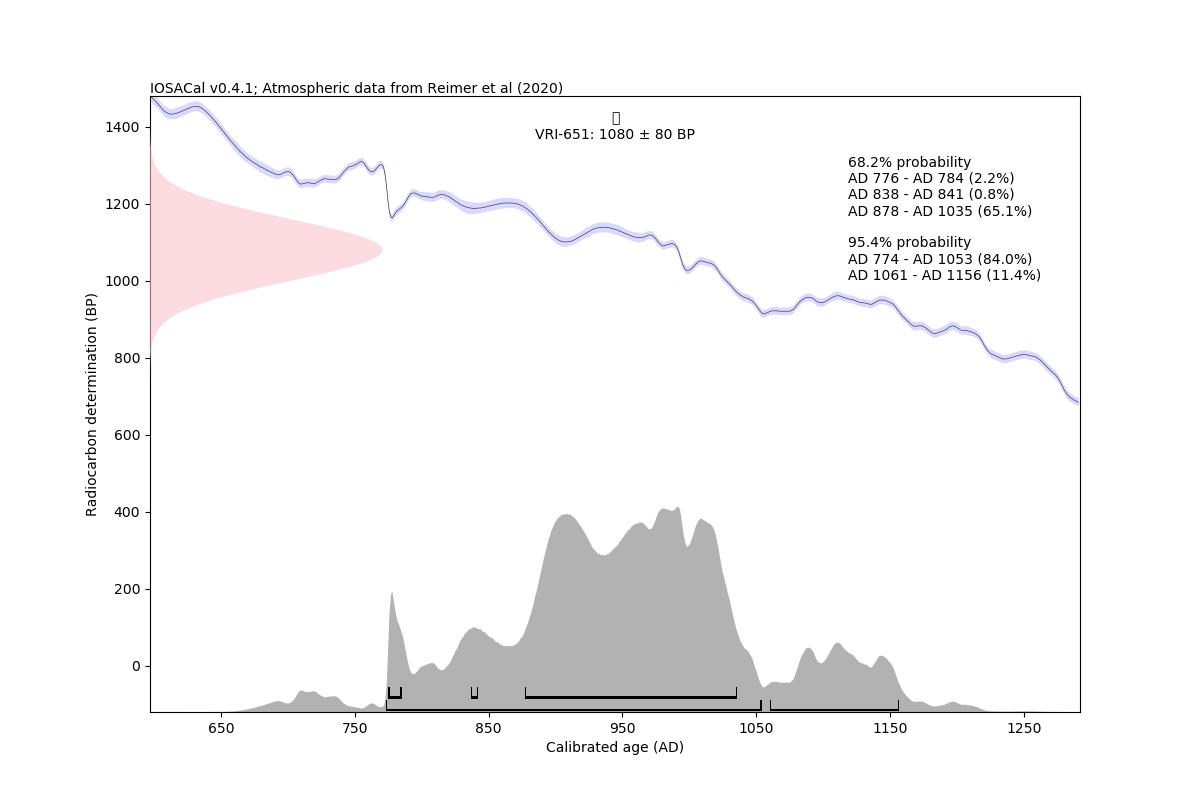 IOSACal v0.4.1; Atmospheric data from Reimer et al (2020)
VRI-651: 1080 ± 80 BP
68.2% probability
AD 776 - AD 784 (2.2%)
AD 838 - AD 841 (0.8%)
AD 878 - AD 1035 (65.1%)
95.4% probability
AD 774 - AD 1053 (84.0%)
AD 1061 - AD 1156 (11.4%)
Radiocarbon determination (BP)
1400
1200
1000
800
600
400
200
0
650 750 850 950 1050 1150 1250
Calibrated age (AD)